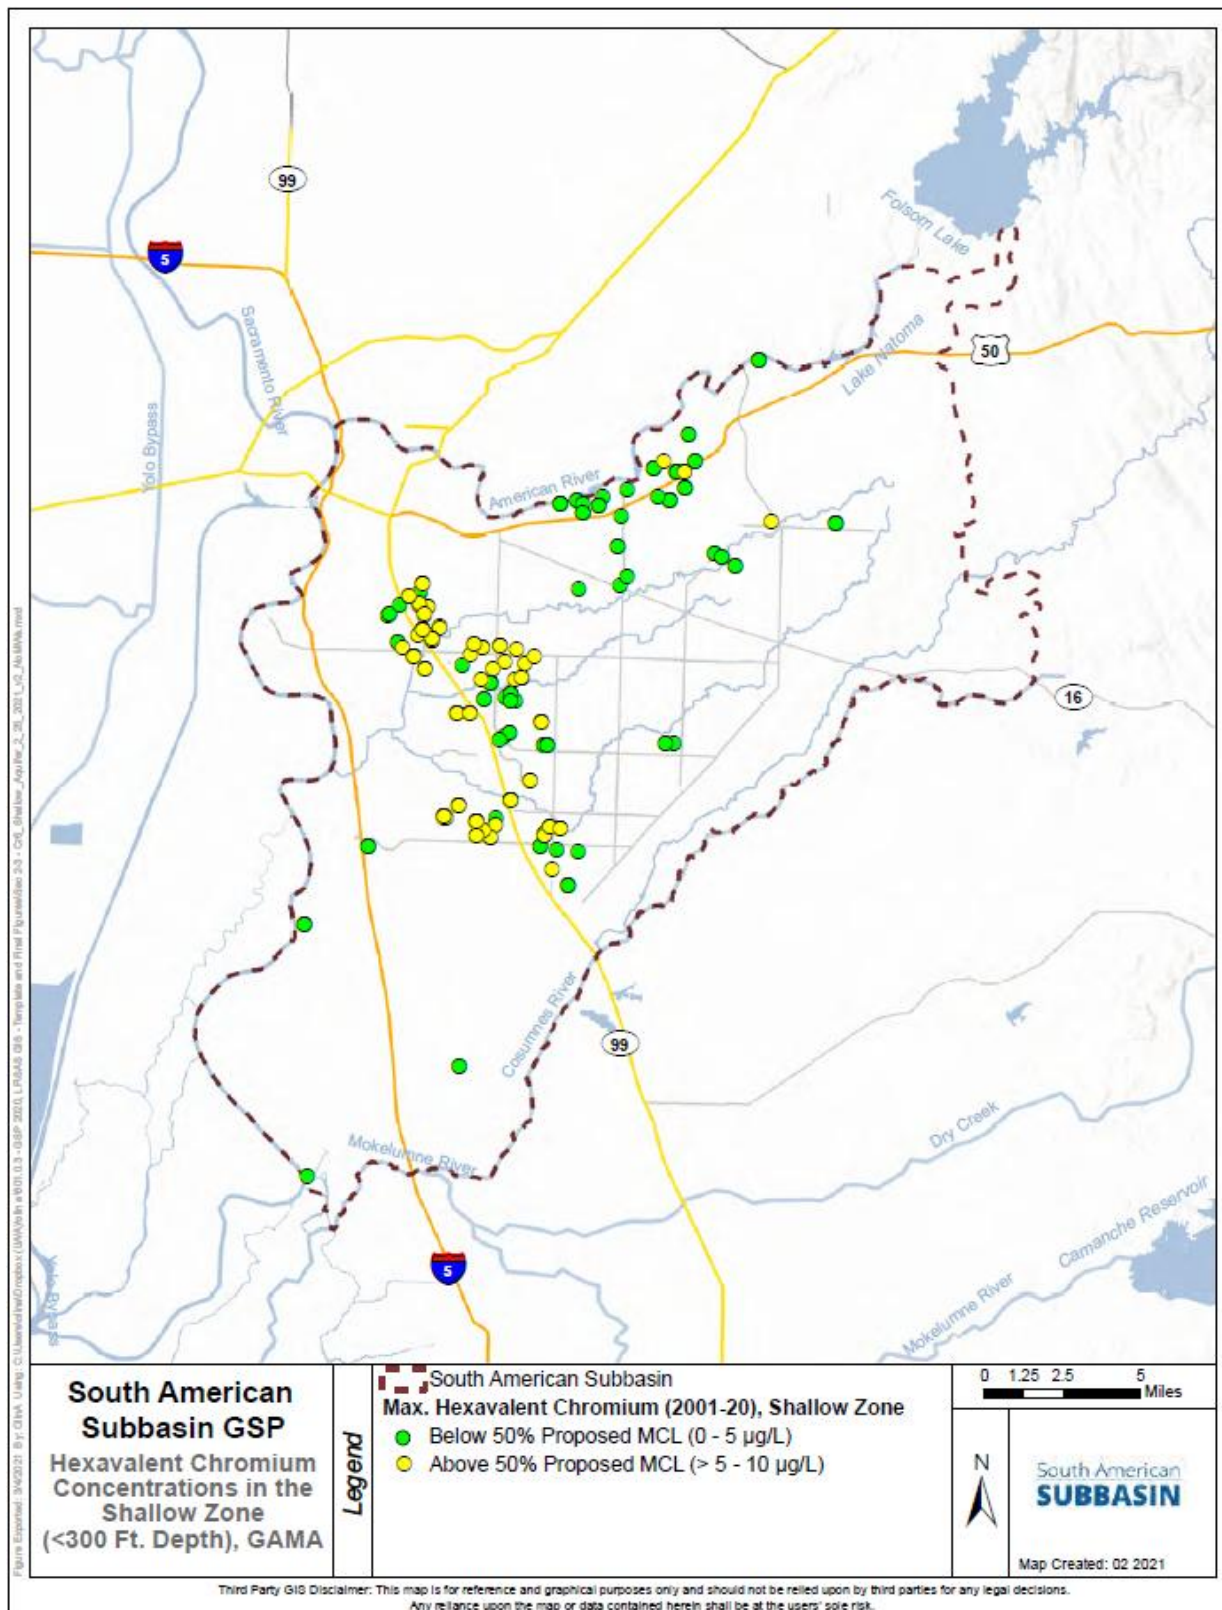 99
5
Folsom Lake
Sacramento River
Lake Natoma
50
Yolo Bypass
American River
16
Cosumnes River
99
Mokelumne River
Dry Creek
Camanche Reservoir
5
Mokelumne River
Yolo Bypass
South American
Subbasin GSP
Hexavalent Chromium
Concentrations in the
Shallow Zone
(<300 Ft. Depth), GAMA
Legend
South American Subbasin
Max. Hexavalent Chromium (2001-20), Shallow Zone
Below 50% Proposed MCL (0 - 5 µg/L)
Above 50% Proposed MCL (> 5 - 10 µg/L)
0 1.25 2.5 5
Miles
N
South American
SUBBASIN
Map Created: 02 2021
Third Party GIS Disclaimer: This map is for reference and graphical purposes only and should not be relied upon by third parties for any legal decisions.
Any reliance upon the map or data contained herein shall be at the users' sole risk.